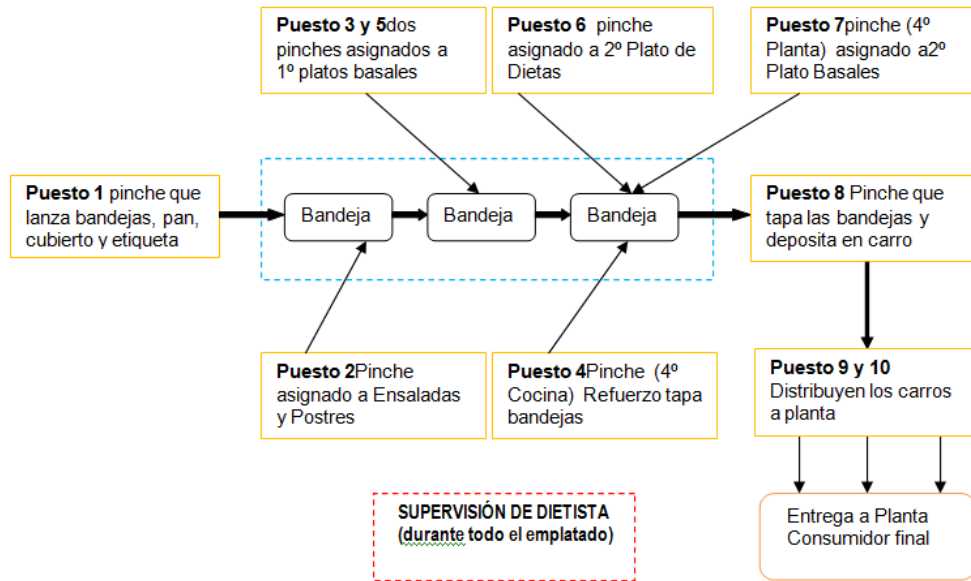 Puesto 3 y 5dos
pinches asignados a
1º platos basales
Puesto 6 pinche
asignado a 2º Plato de
Dietas
Puesto 7pinche (4º
Planta) asignado a2º
Plato Basales
Puesto 1 pinche que
lanza bandejas, pan,
cubierto y etiqueta
Bandeja
Bandeja
Bandeja
Puesto 8 Pinche que
tapa las bandejas y
deposita en carro
Puesto 2Pinche
asignado a Ensaladas
y Postres
Puesto 4Pinche (4º
Cocina) Refuerzo tapa
bandejas
Puesto 9 y 10
Distribuyen los carros
a planta
SUPERVISIÓN DE DIETISTA
(durante todo el emplatado)
Entrega a Planta
Consumidor final